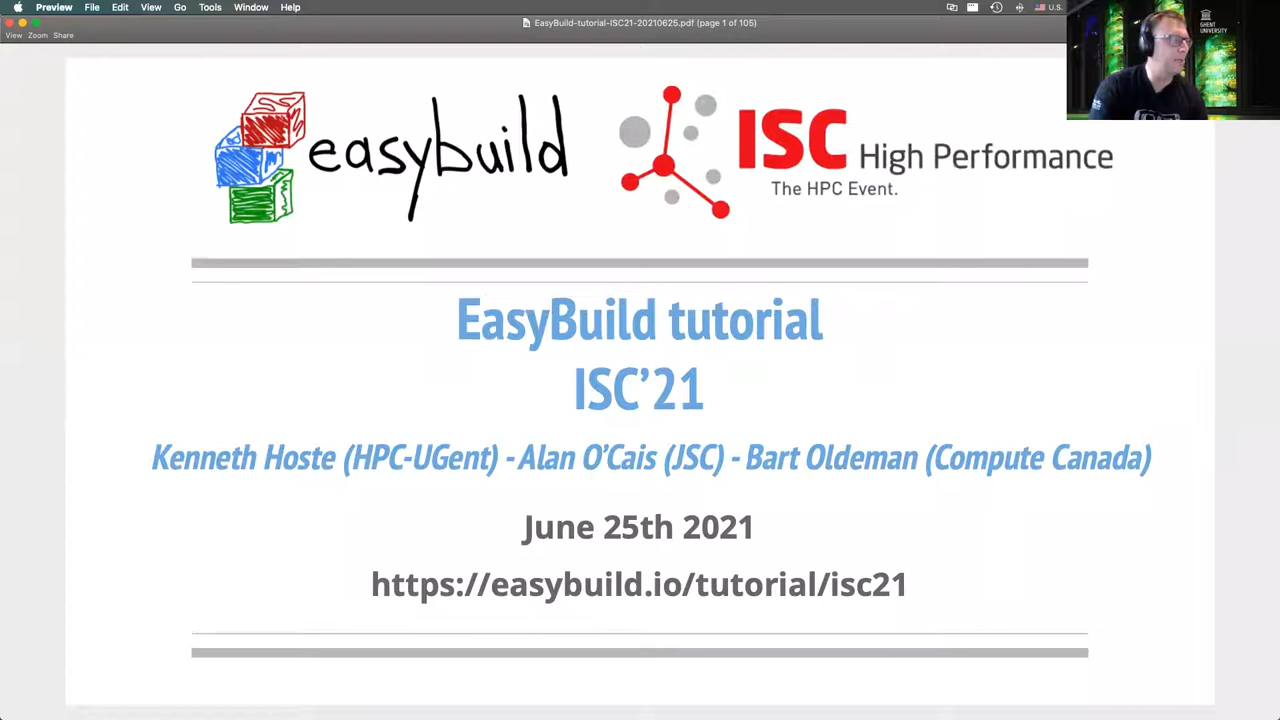 Preview File Edit View Go Tools Window Help
U.S.
EasyBuild-tutorial-ISC21-20210625.pdf (page 1 of 105)
View Zoom Share
GHENT
UNIVERSITY
easybuild
ISC High Performance
The HPC Event.
EasyBuild tutorial
ISC'21
Kenneth Hoste (HPC-UGent) - Alan O'Cais (JSC) - Bart Oldeman (Compute Canada)
June 25th 2021
https://easybuild.io/tutorial/isc21